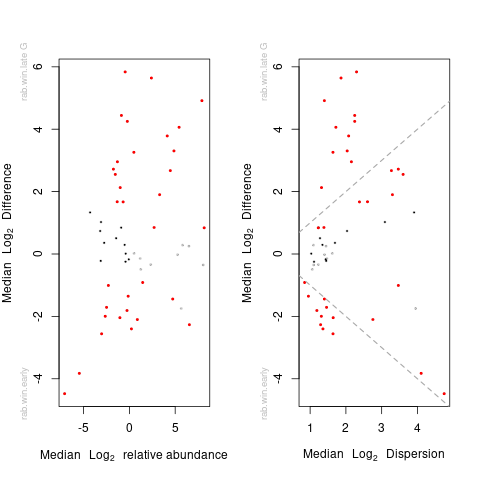 rab.win.late G
rab.win.early
Median Log2 Difference
6
4
2
0
-2
-4
-5 0 5
Median Log2 relative abundance
rab.win.late G
rab.win.early
Median Log2 Difference
6
4
2
0
-2
-4
1 2 3 4
Median Log2 Dispersion